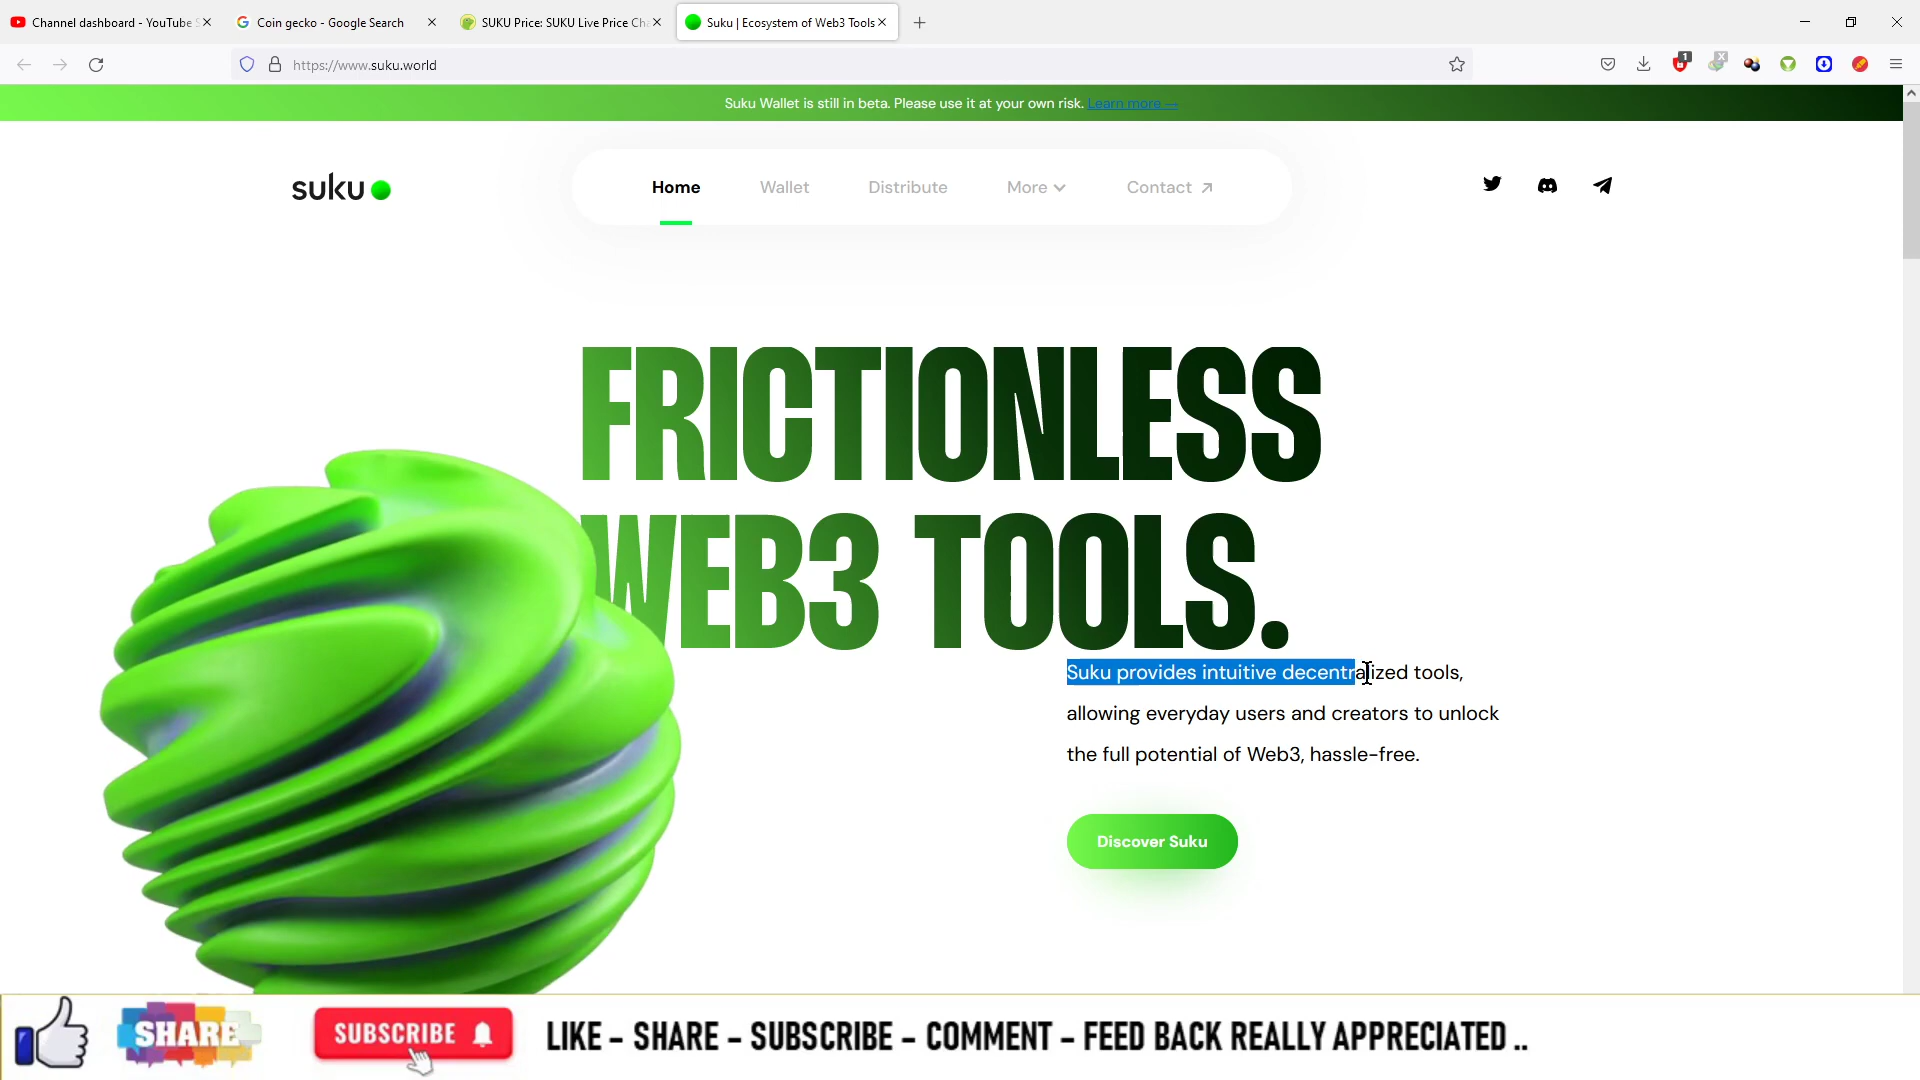 Channel dashboard - YouTube S
Coin gecko - Google Search
SUKU Price: SUKU Live Price Cha
Suku | Ecosystem of Web3 Tools
https://www.suku.world
1
X
Suku Wallet is still in beta. Please use it at your own risk. Learn more →
suku
Home
Wallet
Distribute
More
Contact
FRICTIONLESS
WEB3 TOOLS.
Suku provides intuitive decentralized tools,
allowing everyday users and creators to unlock
the full potential of Web3, hassle-free.
Discover Suku
SHARE
SUBSCRIBE
LIKE - SHARE - SUBSCRIBE - COMMENT - FEED BACK REALLY APPRECIATED ..